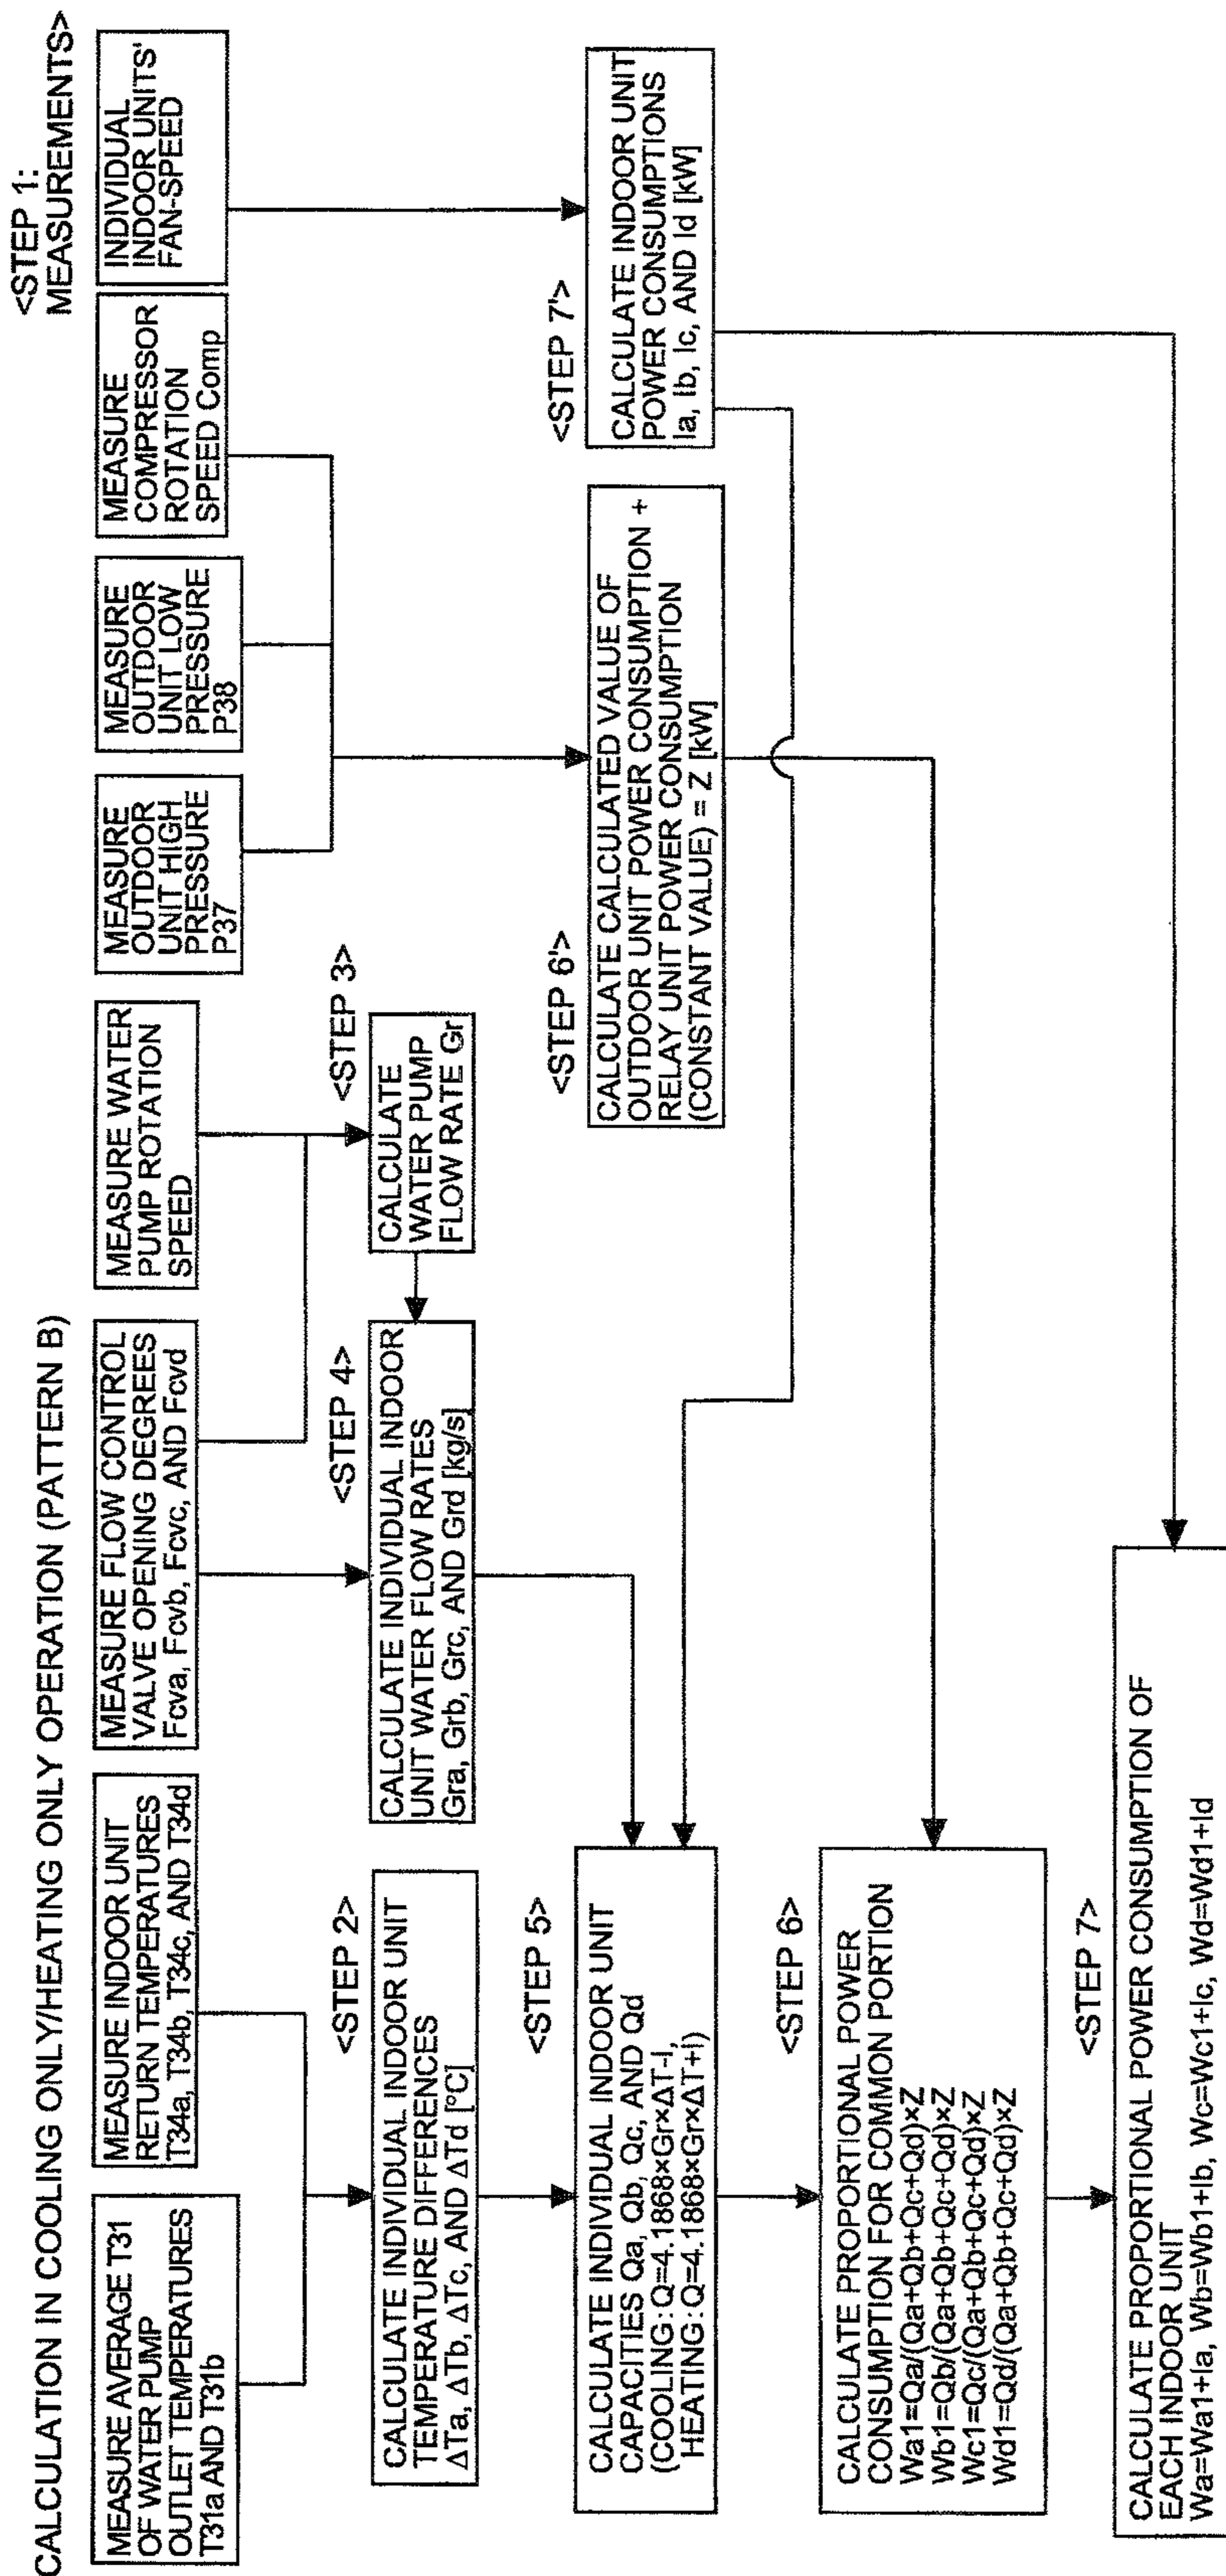 CALCULATION IN COOLING ONLY/HEATING ONLY OPERATION (PATTERN B)
<STEP 1:
MEASUREMENTS>
MEASURE AVERAGE T31
OF WATER PUMP
OUTLET TEMPERATURES
T31a AND T31b
MEASURE INDOOR UNIT
RETURN TEMPERATURES
T34a, T34b, T34c, AND T34d
MEASURE FLOW CONTROL
VALVE OPENING DEGREES
Fcva, Fcvb, Fcvc, AND Fcvd
MEASURE WATER
PUMP ROTATION
SPEED
MEASURE
OUTDOOR
UNIT HIGH
PRESSURE
P37
MEASURE
OUTDOOR
UNIT LOW
PRESSURE
P38
MEASURE
COMPRESSOR
ROTATION
SPEED Comp
INDIVIDUAL
INDOOR UNITS'
FAN-SPEED
<STEP 2>
CALCULATE INDIVIDUAL INDOOR UNIT
TEMPERATURE DIFFERENCES
ΔTa, ΔTb, ΔTc, AND ΔTd [°C]
<STEP 4>
CALCULATE INDIVIDUAL INDOOR
UNIT WATER FLOW RATES
Gra, Grb, Grc, AND Grd [kg/s]
<STEP 3>
CALCULATE
WATER PUMP
FLOW RATE Gr
<STEP 5>
CALCULATE INDIVIDUAL INDOOR UNIT
CAPACITIES Qa, Qb, Qc, AND Qd
(COOLING:Q=4.1868×Gr×ΔT-I,
HEATING:Q=4.1868×Gr×ΔT+I)
<STEP 6'>
CALCULATE CALCULATED VALUE OF
OUTDOOR UNIT POWER CONSUMPTION +
RELAY UNIT POWER CONSUMPTION
(CONSTANT VALUE) = Z [kW]
<STEP 7'>
CALCULATE INDOOR UNIT
POWER CONSUMPTIONS
Ia, Ib, Ic, AND Id [kW]
<STEP 6>
CALCULATE PROPORTIONAL POWER
CONSUMPTION FOR COMMON PORTION
Wa1=Qa/(Qa+Qb+Qc+Qd)×Z
Wb1=Qb/(Qa+Qb+Qc+Qd)×Z
Wc1=Qc/(Qa+Qb+Qc+Qd)×Z
Wd1=Qd/(Qa+Qb+Qc+Qd)×Z
<STEP 7>
CALCULATE PROPORTIONAL POWER CONSUMPTION OF
EACH INDOOR UNIT
Wa=Wa1+Ia, Wb=Wb1+Ib, Wc=Wc1+Ic, Wd=Wd1+Id